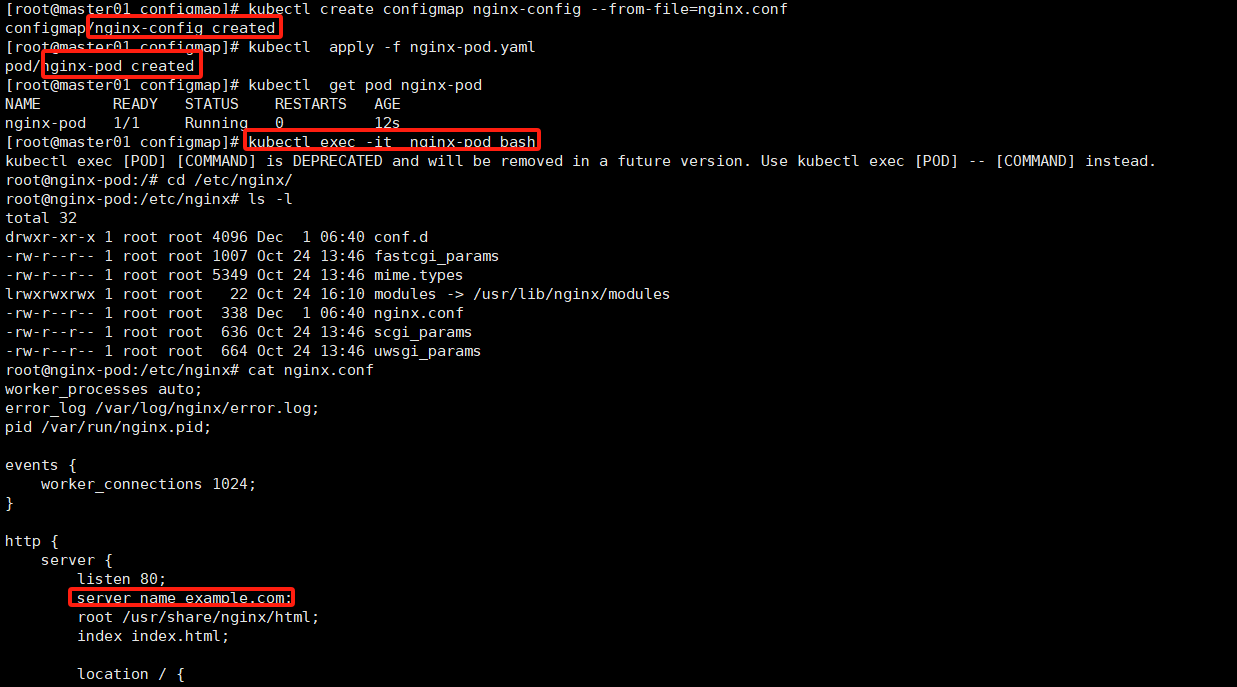 [root@master01 configmap]# kubectl create configmap nginx-config --from-file=nginx.conf
configmap/nginx-config created
[root@master01 configmap]# kubectl  apply -f nginx-pod.yaml
pod/nginx-pod created
[root@master01 configmap]# kubectl  get pod nginx-pod
NAME        READY   STATUS    RESTARTS   AGE
nginx-pod   1/1     Running   0          12s
[root@master01 configmap]# kubectl exec -it  nginx-pod bash
kubectl exec [POD] [COMMAND] is DEPRECATED and will be removed in a future version. Use kubectl exec [POD] -- [COMMAND] instead.
root@nginx-pod:/# cd /etc/nginx/
root@nginx-pod:/etc/nginx# ls -l
total 32
drwxr-xr-x 1 root root 4096 Dec  1 06:40 conf.d
-rw-r--r-- 1 root root 1007 Oct 24 13:46 fastcgi_params
-rw-r--r-- 1 root root 5349 Oct 24 13:46 mime.types
lrwxrwxrwx 1 root root   22 Oct 24 16:10 modules -> /usr/lib/nginx/modules
-rw-r--r-- 1 root root  338 Dec  1 06:40 nginx.conf
-rw-r--r-- 1 root root  636 Oct 24 13:46 scgi_params
-rw-r--r-- 1 root root  664 Oct 24 13:46 uwsgi_params
root@nginx-pod:/etc/nginx# cat nginx.conf
worker_processes auto;
error_log /var/log/nginx/error.log;
pid /var/run/nginx.pid;

events {
    worker_connections 1024;
}

http {
    server {
        listen 80;
        server_name example.com;
        root /usr/share/nginx/html;
        index index.html;

        location / {